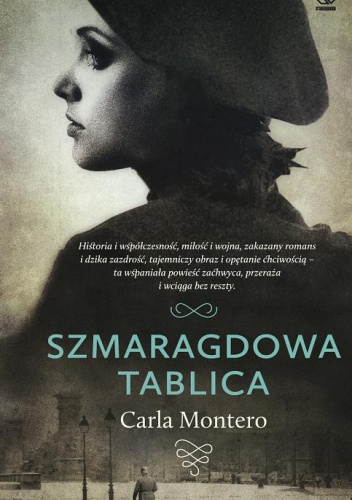 Historia i współczesność, miłość i wojna, zakazany romans
i dzika zazdrość, tajemniczy obraz i opętanie chciwością –
ta wspaniała powieść zachwyca, przeraża
i wciąga bez reszty.
SZMARAGDOWA
TABLICA
Carla Montero